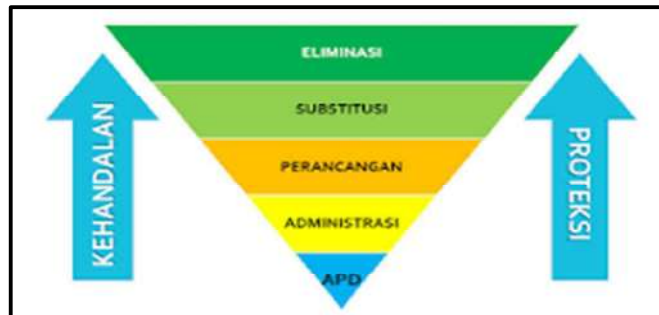 ELIMINASI
SUBSTITUSI
PERANCANGAN
ADMINISTRASI
APD
KEHANDALAN
PROTEKSI